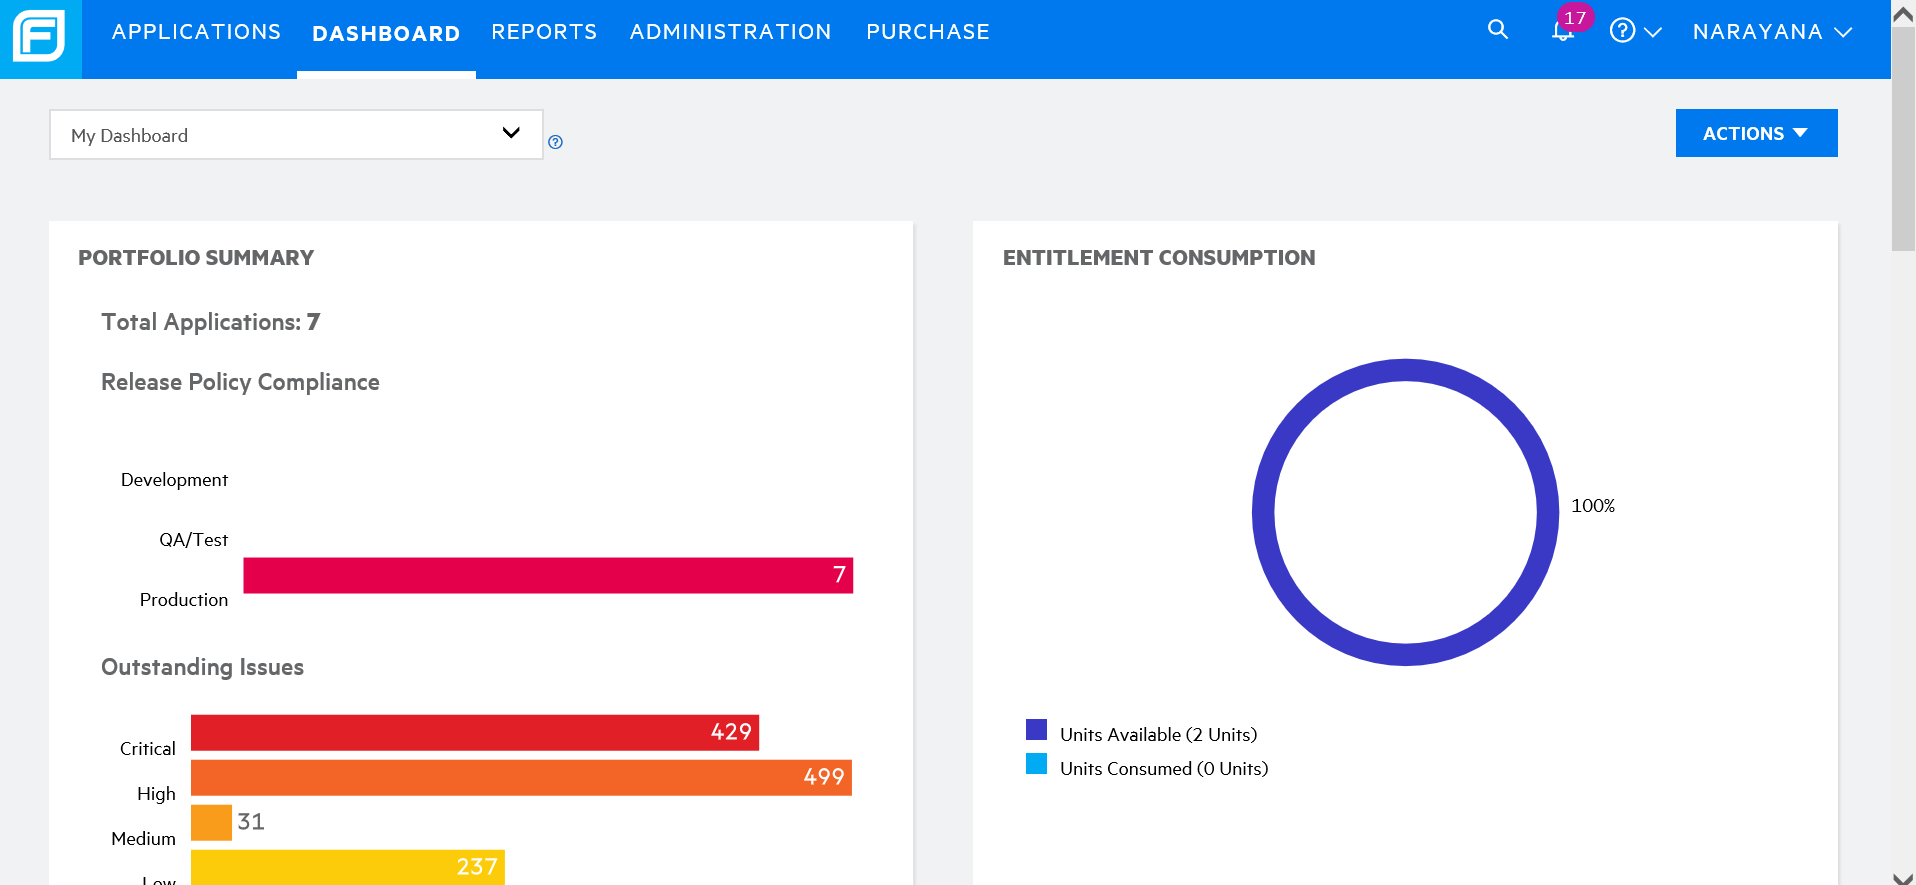 APPLICATIONS DASHBOARD REPORTS ADMINISTRATION PURCHASE 17 NARAYANA
My Dashboard
ACTIONS
PORTFOLIO SUMMARY
Total Applications: 7
Release Policy Compliance
Development
QA/Test
7
Production
Outstanding Issues
429
Critical
499
High
31
Medium
237
Low
ENTITLEMENT CONSUMPTION
100%
Units Available (2 Units)
Units Consumed (0 Units)